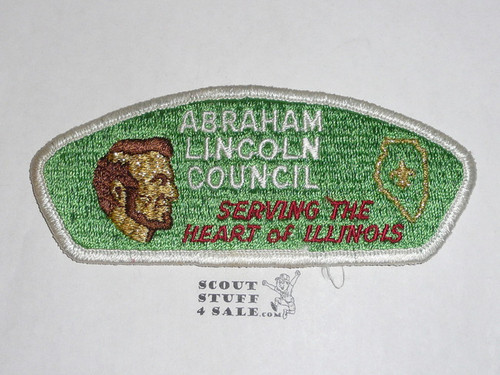 ABRAHAM
LINCOLN
COUNCIL
SERVING THE
HEART of ILLINOIS
SCOUT
STUFF
4 SALE.com